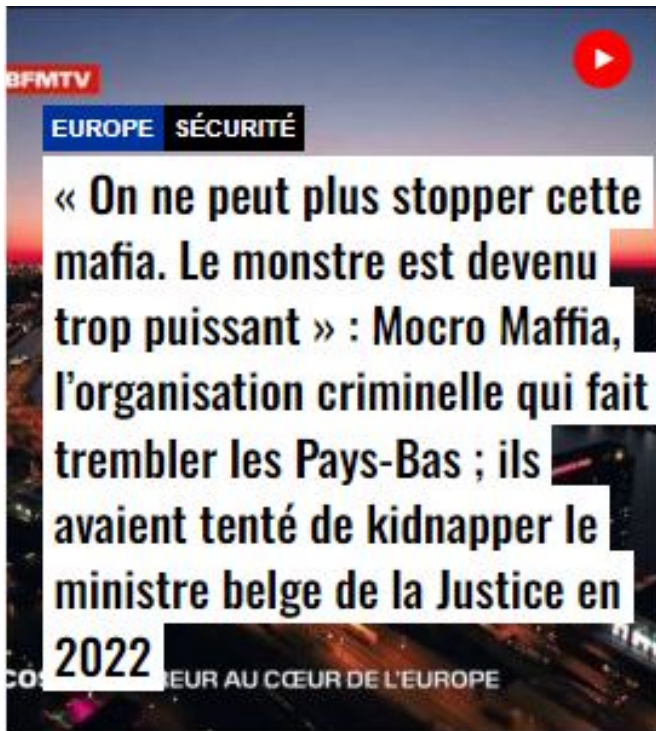 BFMTV
EUROPE SÉCURITÉ
« On ne peut plus stopper cette
mafia. Le monstre est devenu
trop puissant » : Mocro Maffia,
l’organisation criminelle qui fait
trembler les Pays-Bas ; ils
avaient tenté de kidnapper le
ministre belge de la Justice en
2022
AU CŒUR DE L'EUROPE